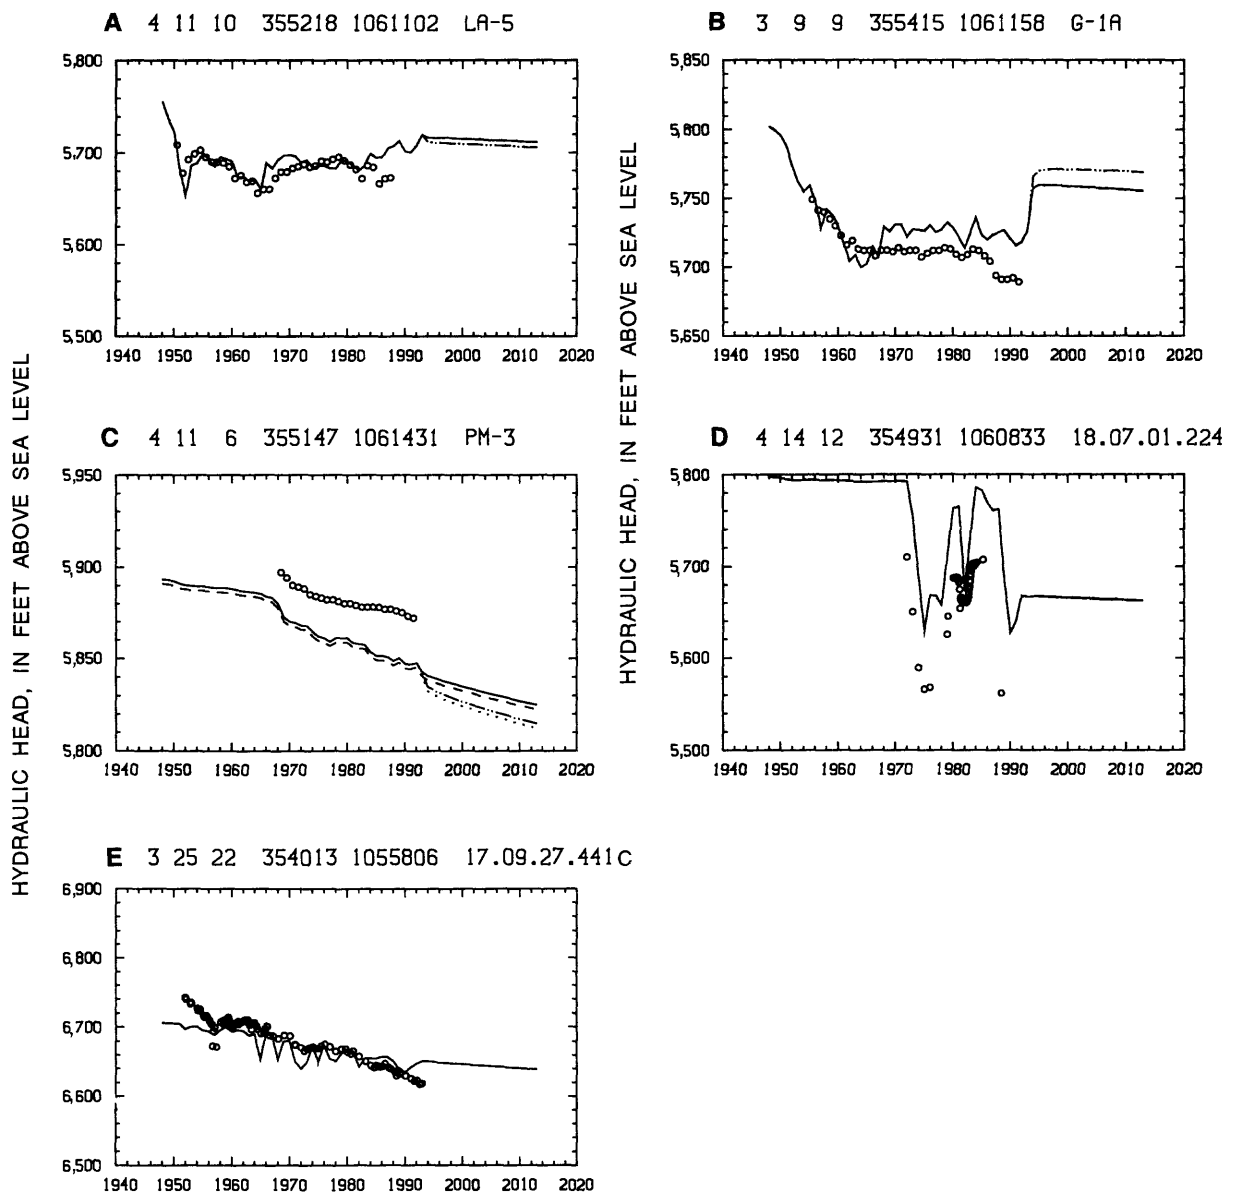 A 4 11 10 355218 1061102 LA-5
5,800
5,700
5,600
5,500
1940 1950 1960 1970 1980 1990 2000 2010 2020
B 3 9 9 355415 1061158 G-1A
5,850
5,800
5,750
5,700
5,650
1940 1950 1960 1970 1980 1990 2000 2010 2020
HYDRAULIC HEAD, IN FEET ABOVE SEA LEVEL
HYDRAULIC HEAD, IN FEET ABOVE SEA LEVEL
C 4 11 6 355147 1061431 PM-3
5,950
5,900
5,850
5,800
1940 1950 1960 1970 1980 1990 2000 2010 2020
D 4 14 12 354931 1060833 18.07.01.224
5,800
5,700
5,600
5,500
1940 1950 1960 1970 1980 1990 2000 2010 2020
E 3 25 22 354013 1055806 17.09.27.441C
6,900
6,800
6,700
6,600
6,500
1940 1950 1960 1970 1980 1990 2000 2010 2020